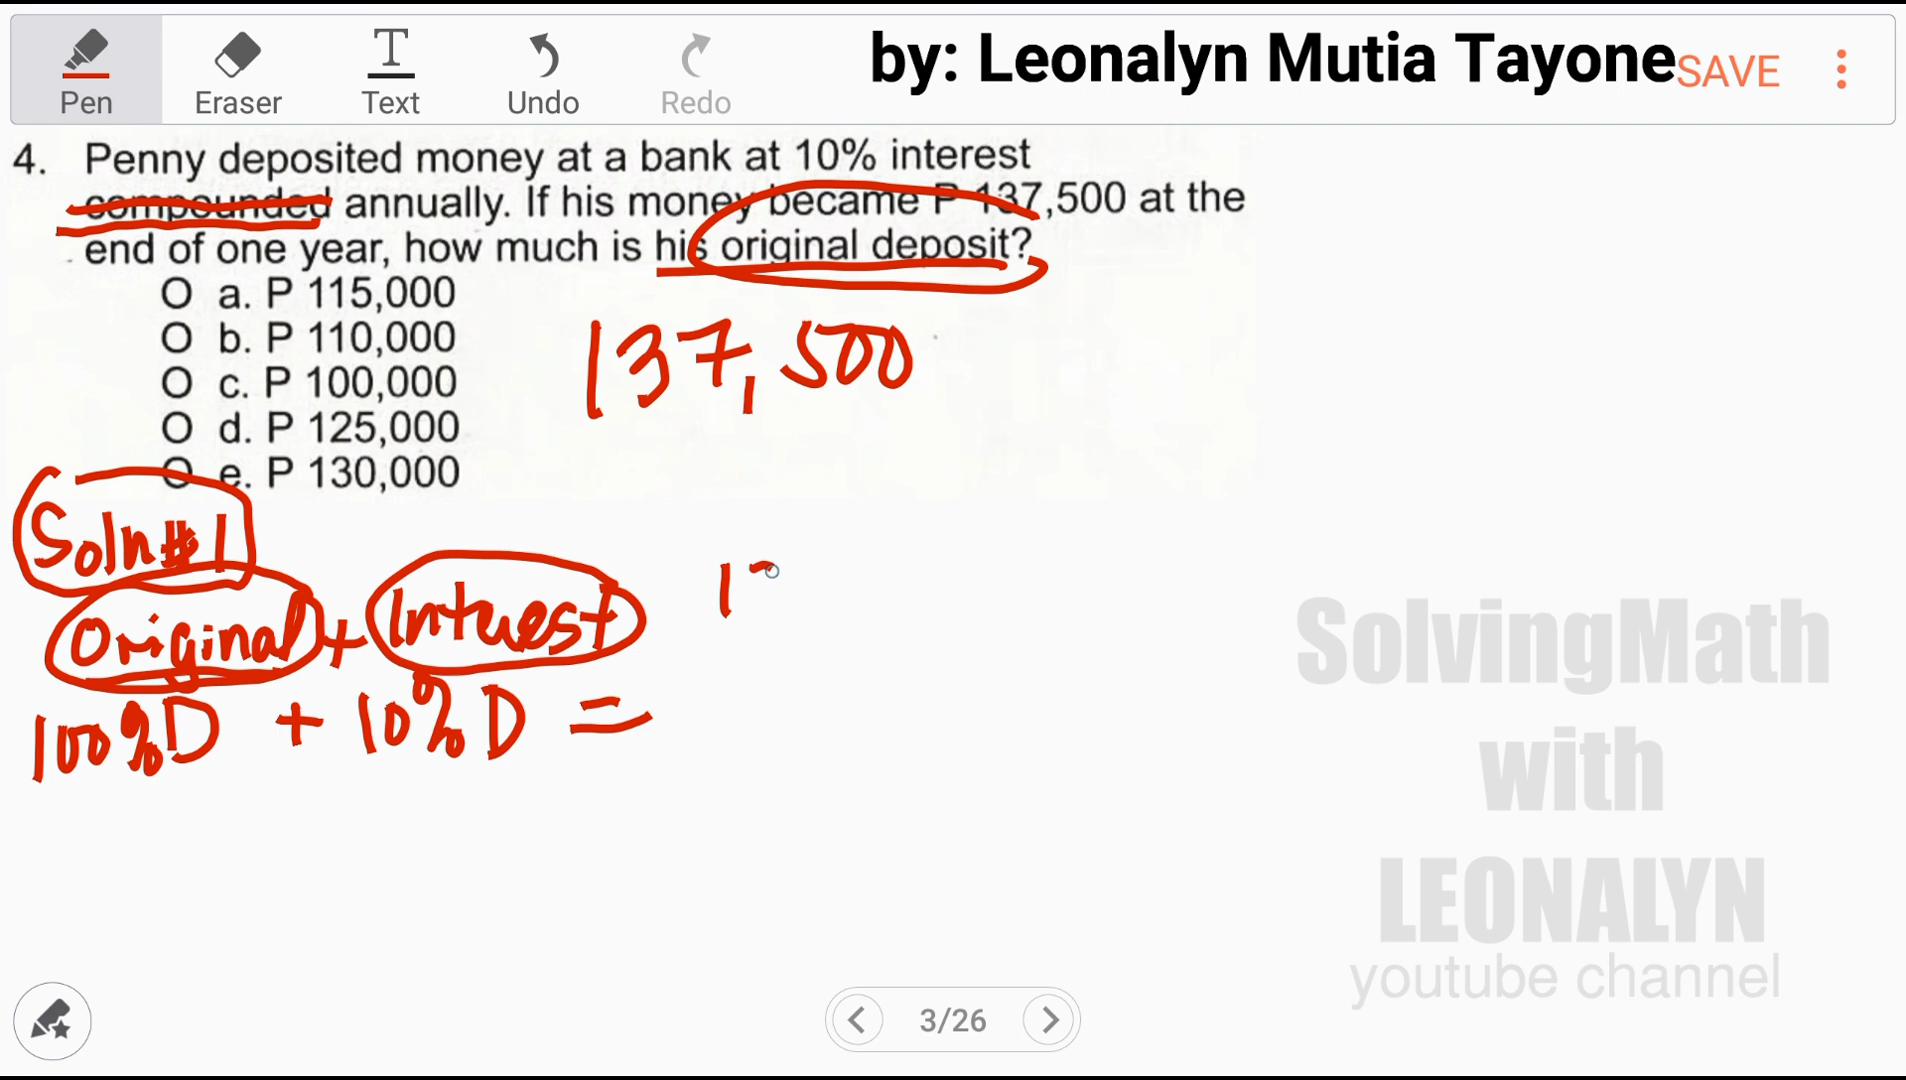 Pen Eraser Text Undo Redo by: Leonalyn Mutia Tayone SAVE
4. Penny deposited money at a bank at 10% interest
compounded annually. If his money became P 137,500 at the
end of one year, how much is his original deposit?
O a. P 115,000
O b. P 110,000
O c. P 100,000
O d. P 125,000
O e. P 130,000
137,500
Soln#1
Original + Interest
100%D + 10%D =
SolvingMath
with
LEONALYN
youtube channel
3/26